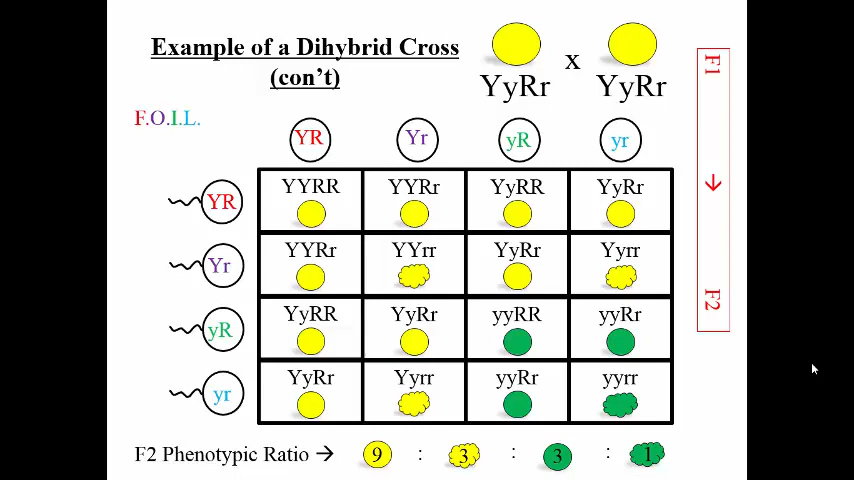 Example of a Dihybrid Cross
(con't)
YyRr x YyRr
F1
→
F2
F.O.I.L.
YR Yr yR yr
YR YYRR YYRr YyRR YyRr
Yr YYRr YYrr YyRr Yyrr
yR YyRR YyRr yyRR yyRr
yr YyRr Yyrr yyRr yyrr
F2 Phenotypic Ratio → 9 : 3 : 3 : 1